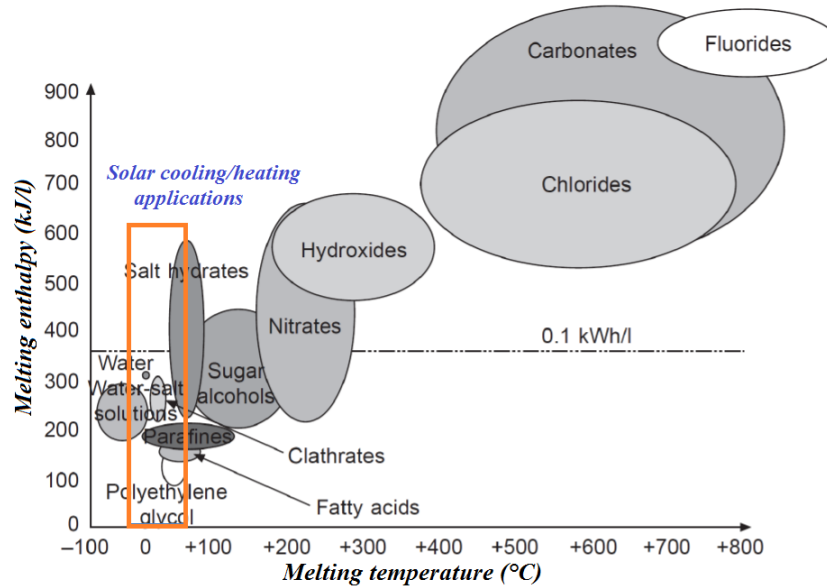 Carbonates
Fluorides
900
800
Solar cooling/heating
applications
700
Chlorides
Melting enthalpy (kJ/l)
600
Hydroxides
Salt hydrates
500
400
Nitrates
0.1 kWh/l
Water
300
Sugar
alcohols
Water-salt
solutions
200
Parafines
Clathrates
100
Polyethylene
glycol
Fatty acids
0
–100
0
+100
+200
+300
+400
+500
+600
+700
+800
Melting temperature (°C)